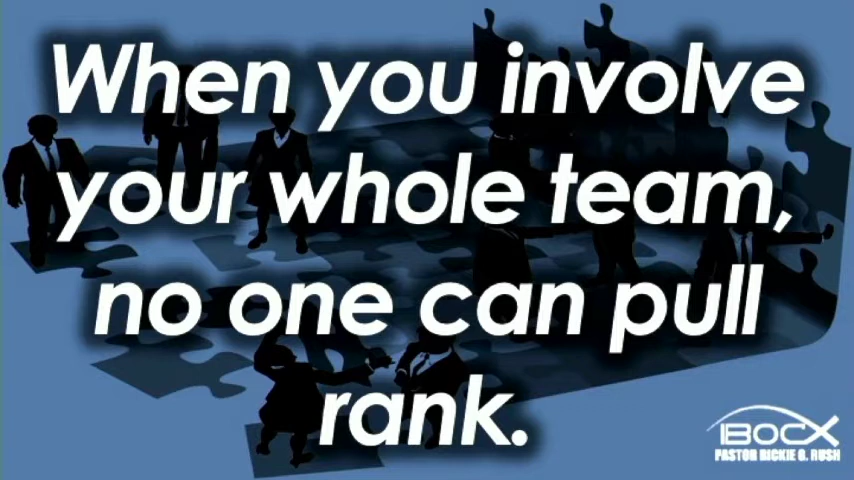 When you involve
your whole team,
no one can pull
rank.
IBOCX
PASTOR RICKIE G. RUSH